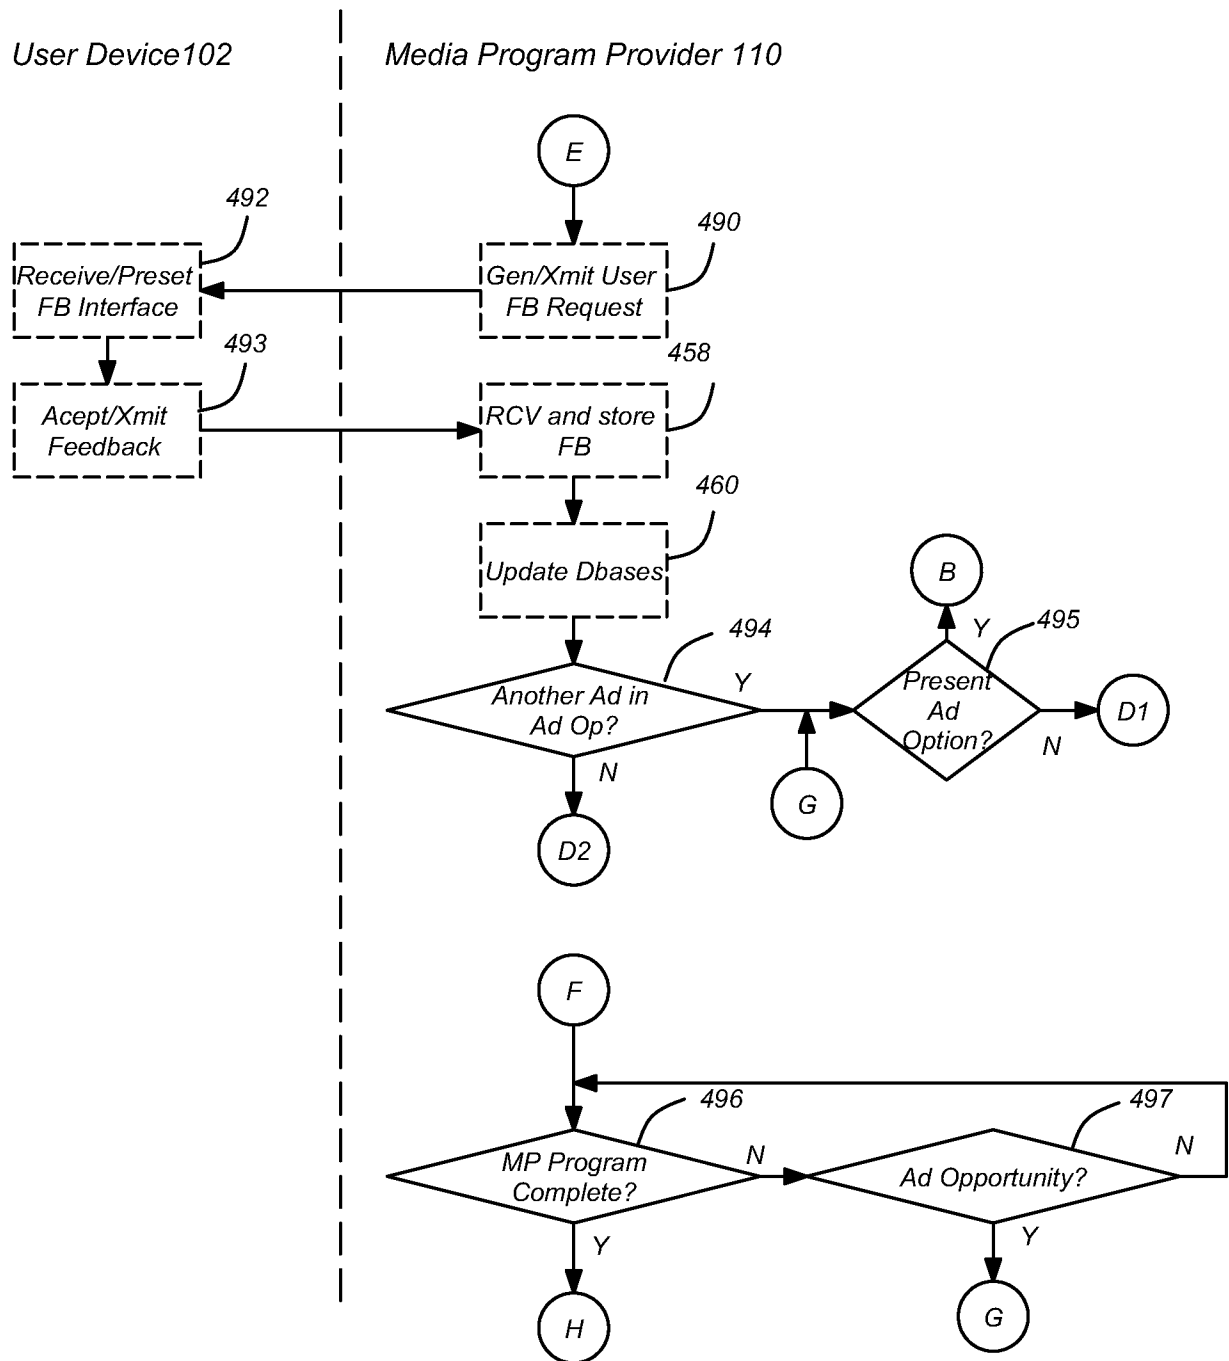 User Device102
Media Program Provider 110
E
492
490
Receive/Preset
FB Interface
Gen/Xmit User
FB Request
493
458
Acept/Xmit
Feedback
RCV and store
FB
460
Update Dbases
B
494
Y
495
Another Ad in
Ad Op?
Y
Present
Ad
Option?
D1
N
N
G
D2
F
496
497
MP Program
Complete?
N
Ad Opportunity?
N
Y
Y
H
G